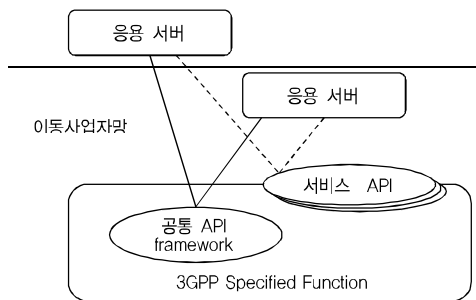 응용 서버
응용 서버
이동사업자망
서비스 API
공통 API
framework
3GPP Specified Function